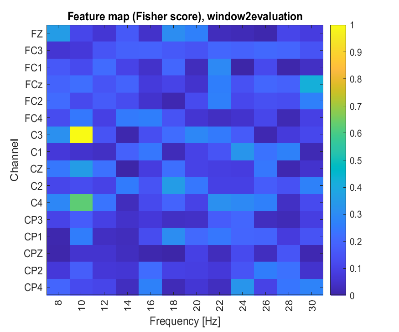 Feature map (Fisher score), window2evaluation
Channel
FZ
FC3
FC1
FCz
FC2
FC4
C3
C1
CZ
C2
C4
CP3
CP1
CPZ
CP2
CP4
8 10 12 14 16 18 20 22 24 26 28 30
Frequency [Hz]
1
0.9
0.8
0.7
0.6
0.5
0.4
0.3
0.2
0.1
0